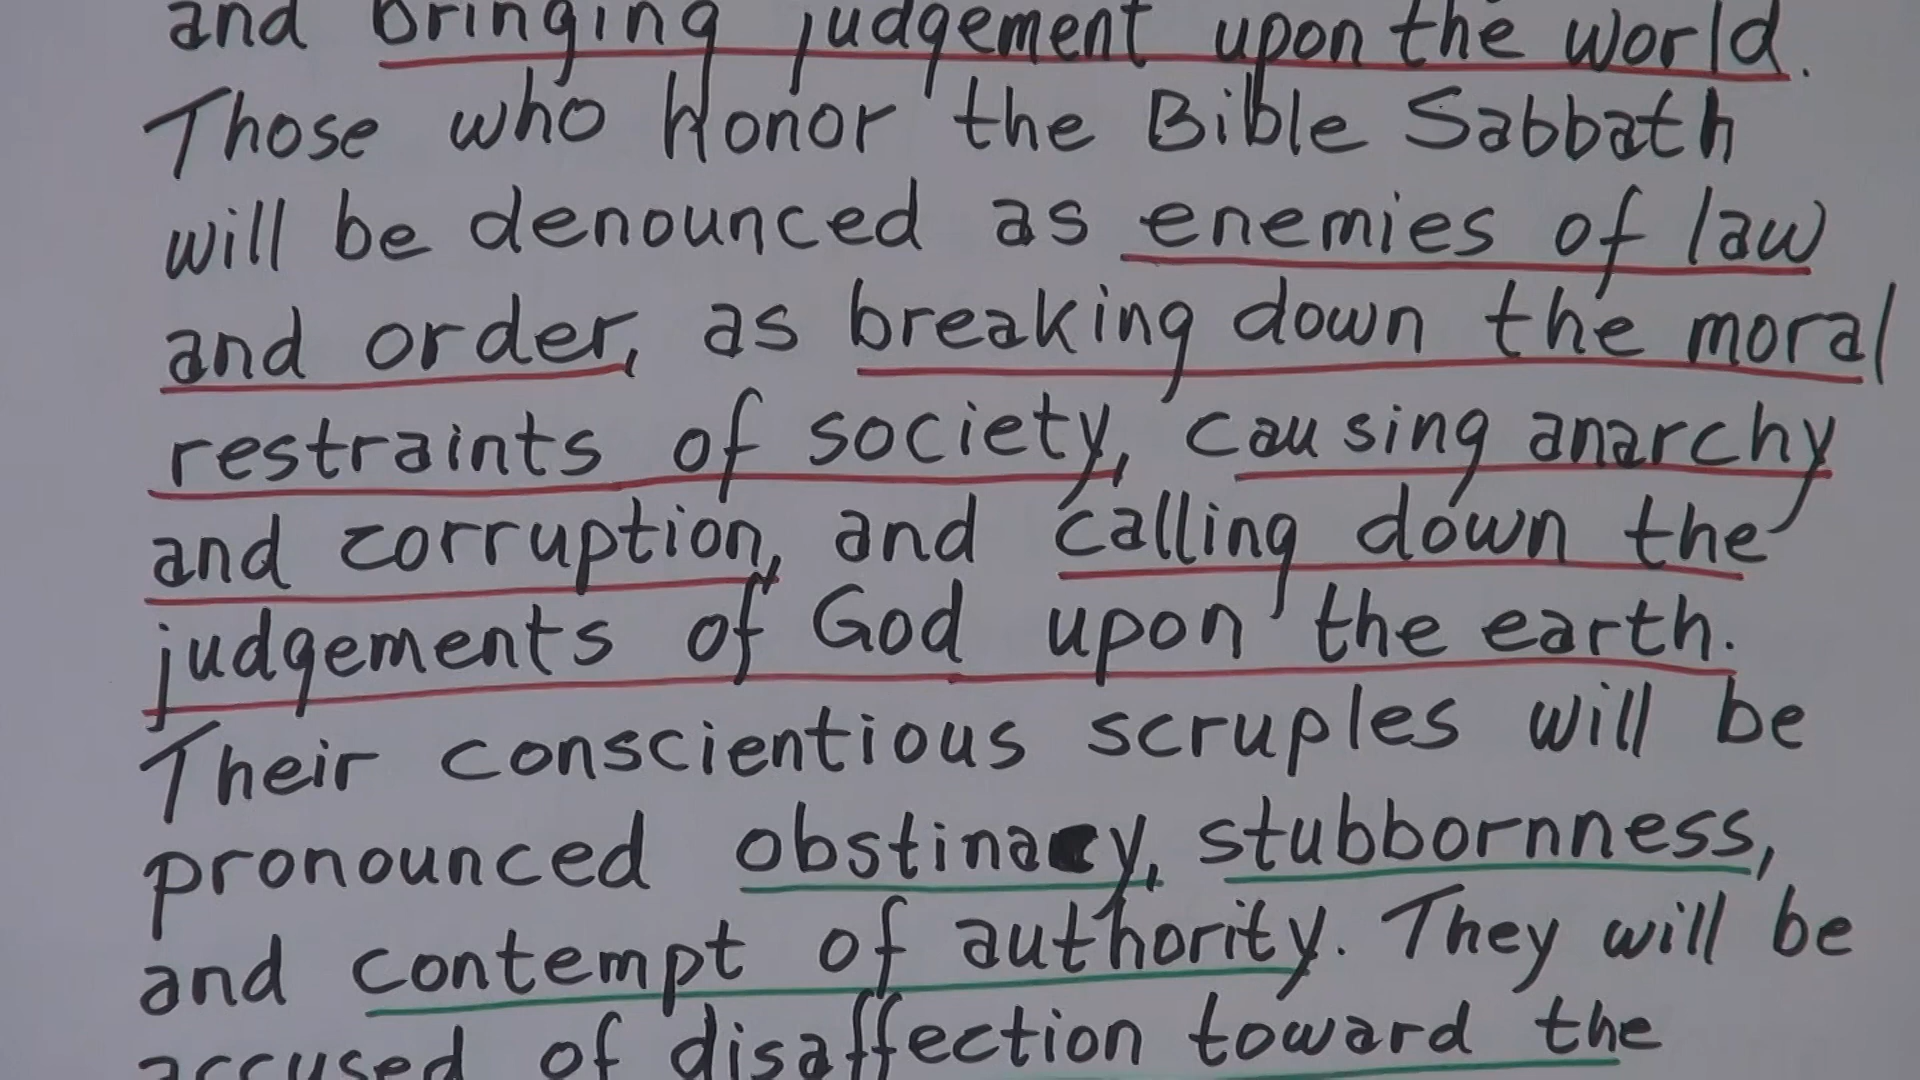 and bringing judgement upon the world.
Those who Honor the Bible Sabbath
will be denounced as enemies of law
and order, as breaking down the moral
restraints of society, causing anarchy
and corruption, and calling down the
judgements of God upon the earth.
Their conscientious scruples will be
pronounced obstinacy, stubbornness,
and contempt of authority. They will be
accused of disaffection toward the